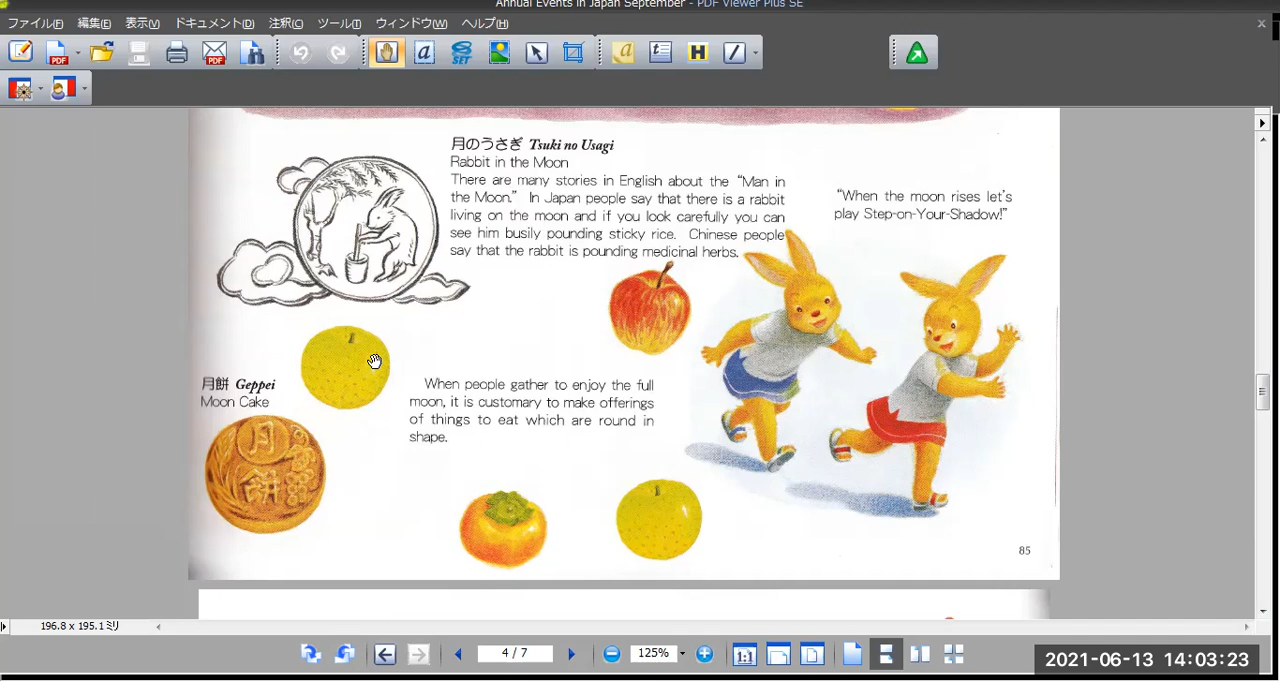 Annual Events in Japan September - PDF Viewer Plus SE
ファイル(F) 編集(E) 表示(V) ドキュメント(D) 注釈(C) ツール(T) ウィンドウ(W) ヘルプ(H)
月のうさぎ Tsuki no Usagi
Rabbit in the Moon
There are many stories in English about the “Man in
the Moon.” In Japan people say that there is a rabbit
living on the moon and if you look carefully you can
see him busily pounding sticky rice. Chinese people
say that the rabbit is pounding medicinal herbs.
“When the moon rises let’s
play Step-on-Your-Shadow!”
月餅 Geppei
Moon Cake
月
餅
When people gather to enjoy the full
moon, it is customary to make offerings
of things to eat which are round in
shape.
85
196.8 x 195.1 ミリ
4 / 7
125%
1:1
2021-06-13 14:03:23